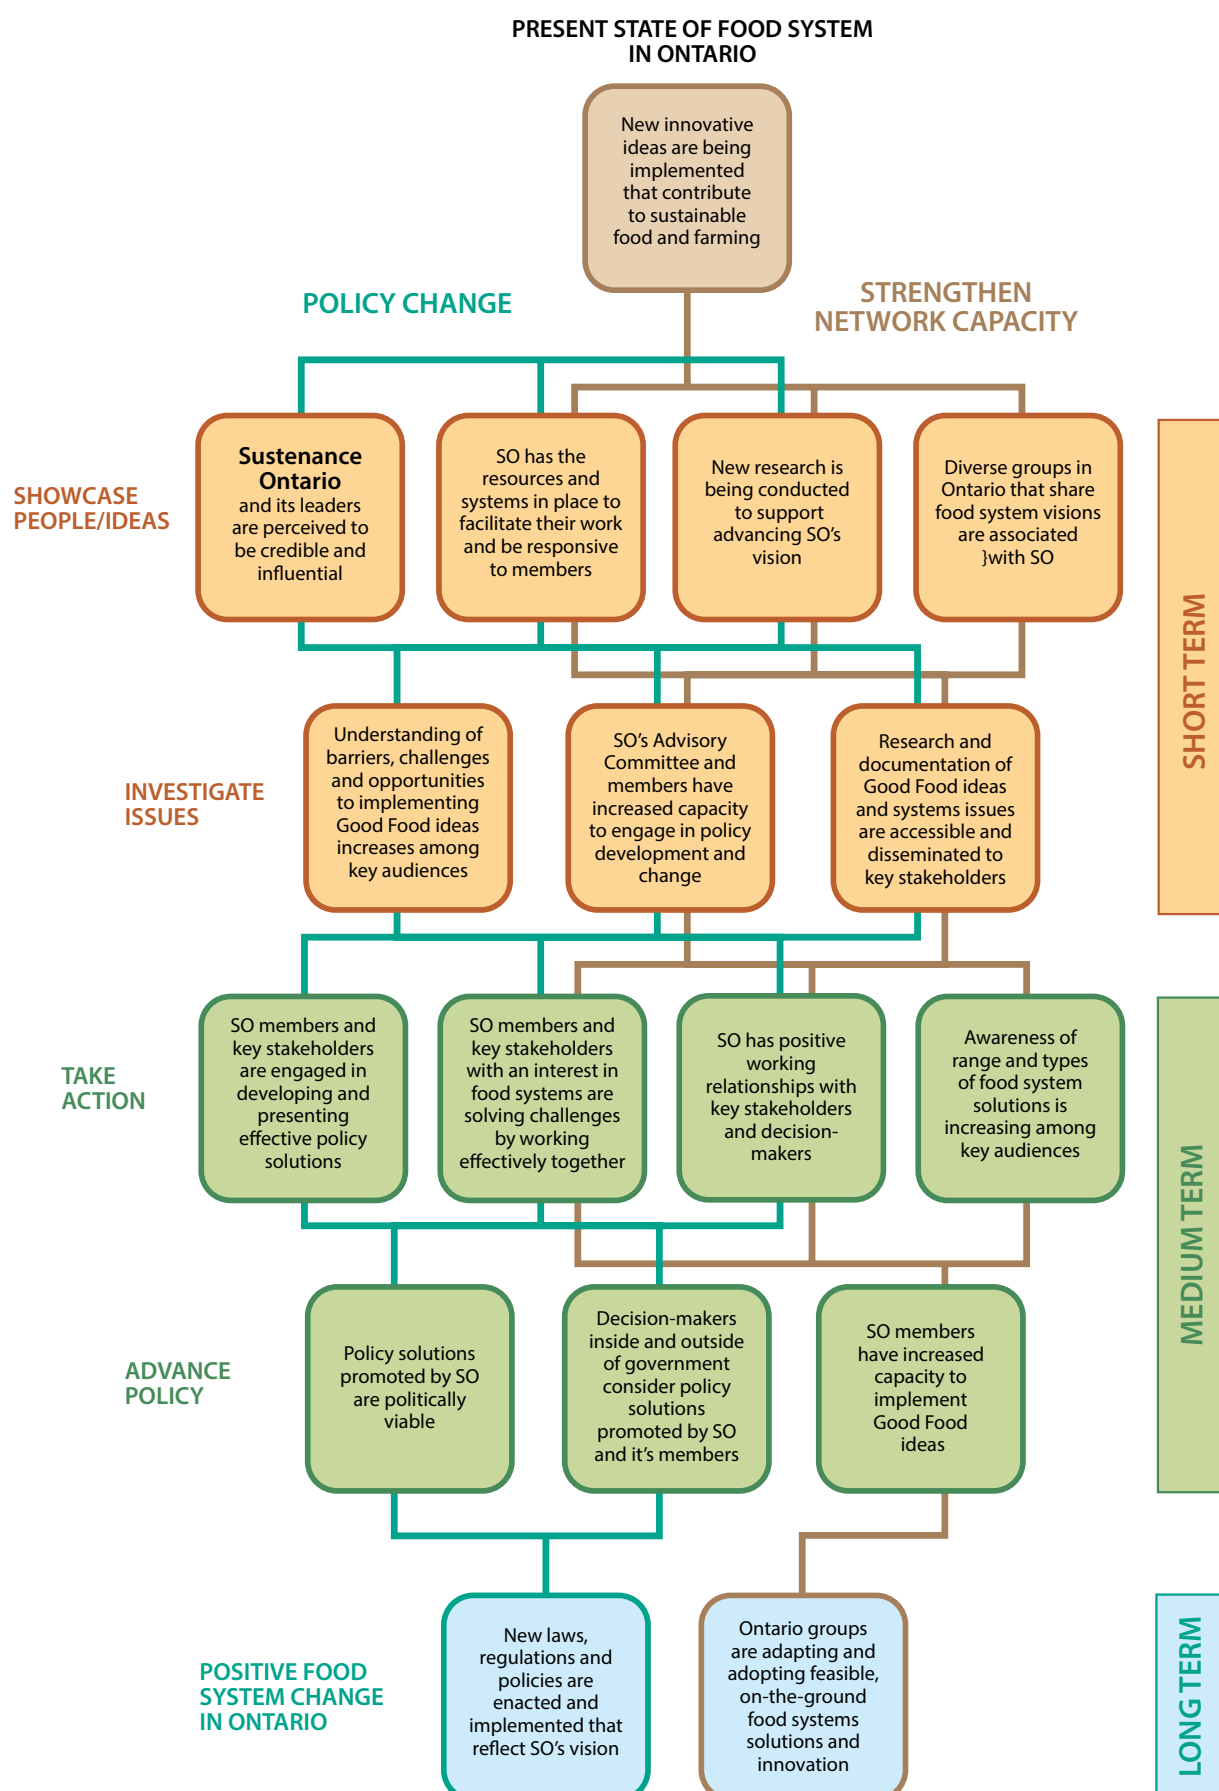 PRESENT STATE OF FOOD SYSTEM
IN ONTARIO
New innovative
ideas are being
implemented
that contribute
to sustainable
food and farming
POLICY CHANGE
STRENGTHEN
NETWORK CAPACITY
SHOWCASE
PEOPLE/IDEAS
Sustenance
Ontario
and its leaders
are perceived to
be credible and
influential
SO has the
resources and
systems in place to
facilitate their work
and be responsive
to members
New research is
being conducted
to support
advancing SO’s
vision
Diverse groups in
Ontario that share
food system visions
are associated
}with SO
SHORT TERM
INVESTIGATE
ISSUES
Understanding of
barriers, challenges
and opportunities
to implementing
Good Food ideas
increases among
key audiences
SO’s Advisory
Committee and
members have
increased capacity
to engage in policy
development and
change
Research and
documentation of
Good Food ideas
and systems issues
are accessible and
disseminated to
key stakeholders
TAKE
ACTION
SO members and
key stakeholders
are engaged in
developing and
presenting
effective policy
solutions
SO members and
key stakeholders
with an interest in
food systems are
solving challenges
by working
effectively together
SO has positive
working
relationships with
key stakeholders
and decision-
makers
Awareness of
range and types
of food system
solutions is
increasing among
key audiences
MEDIUM TERM
ADVANCE
POLICY
Policy solutions
promoted by SO
are politically
viable
Decision-makers
inside and outside
of government
consider policy
solutions
promoted by SO
and it’s members
SO members
have increased
capacity to
implement
Good Food
ideas
POSITIVE FOOD
SYSTEM CHANGE
IN ONTARIO
New laws,
regulations and
policies are
enacted and
implemented that
reflect SO’s vision
Ontario groups
are adapting and
adopting feasible,
on-the-ground
food systems
solutions and
innovation
LONG TERM